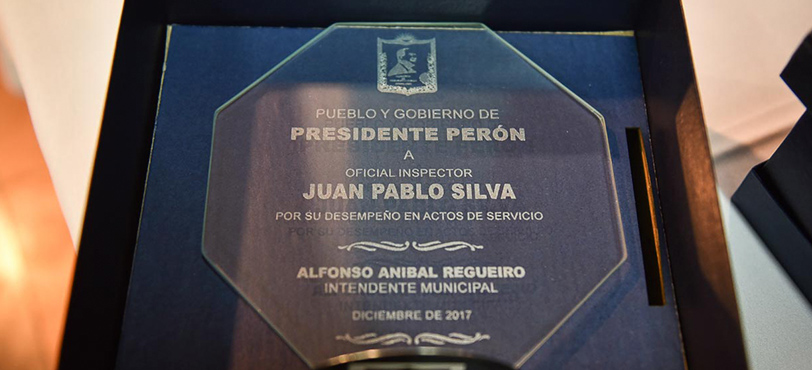 PUEBLO Y GOBIERNO DE
PRESIDENTE PERÓN
A
OFICIAL INSPECTOR
JUAN PABLO SILVA
POR SU DESEMPEÑO EN ACTOS DE SERVICIO
ALFONSO ANIBAL REGUEIRO
INTENDENTE MUNICIPAL
DICIEMBRE DE 2017